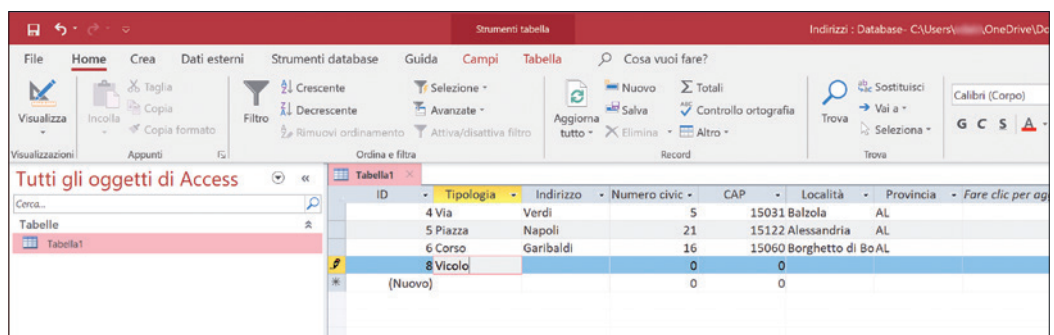 Strumenti tabella
Indirizzi : Database- C:\Users\ ,OneDrive\Do
File Home Crea Dati esterni Strumenti database Guida Campi Tabella Cosa vuoi fare?
Visualizza
Incolla
Taglia
Copia
Copia formato
Filtro
Crescente
Decrescente
Rimuovi ordinamento
Selezione
Avanzate
Attiva/disattiva filtro
Aggiorna
tutto
Nuovo
Salva
Elimina
Totali
Controllo ortografia
Altro
Trova
Sostituisci
Vai a
Seleziona
Calibri (Corpo)
G C S A
Visualizzazioni Appunti Ordina e filtra Record Trova
Tutti gli oggetti di Access
Cerca...
Tabelle
Tabella1
Tabella1
ID Tipologia Indirizzo Numero civic CAP Località Provincia Fare clic per ag
4 Via Verdi 5 15031 Balzola AL
5 Piazza Napoli 21 15122 Alessandria AL
6 Corso Garibaldi 16 15060 Borghetto di Bo AL
8 Vicolo 0 0
(Nuovo) 0 0